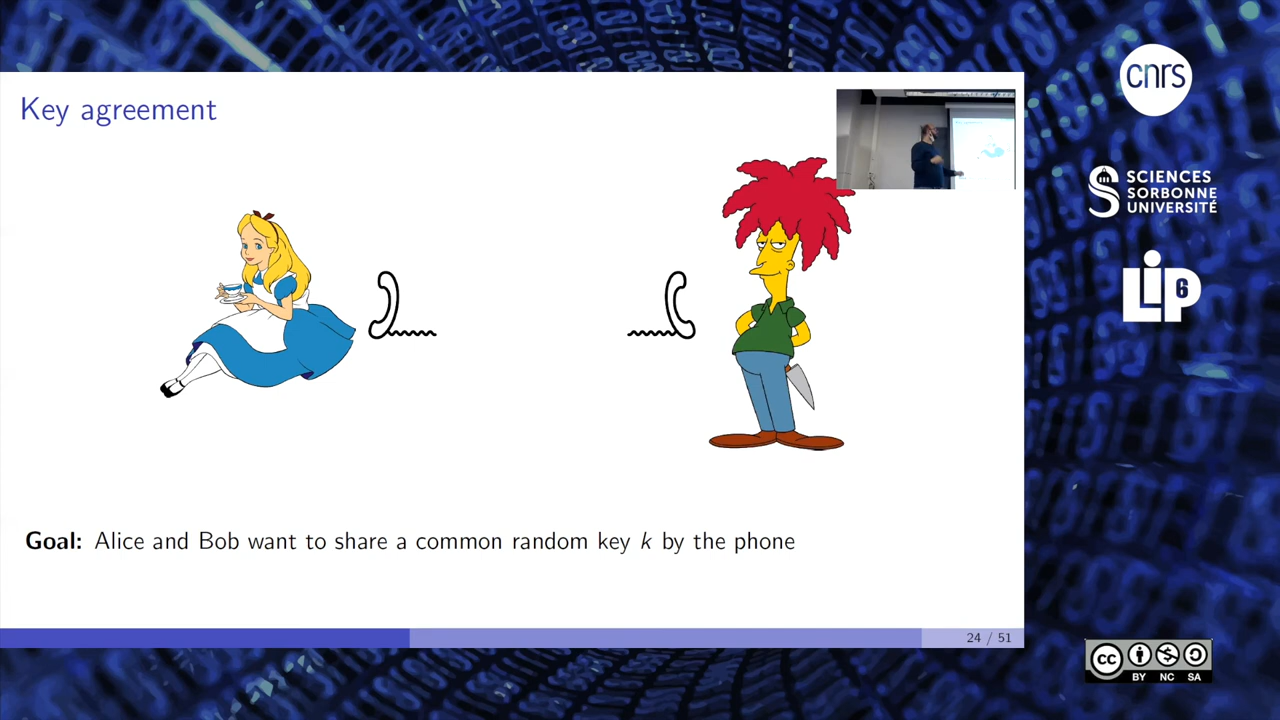 Key agreement
Goal: Alice and Bob want to share a common random key k by the phone
24 / 51
cnrs
SCIENCES
SORBONNE
UNIVERSITÉ
LIP6
cc
BY NC SA